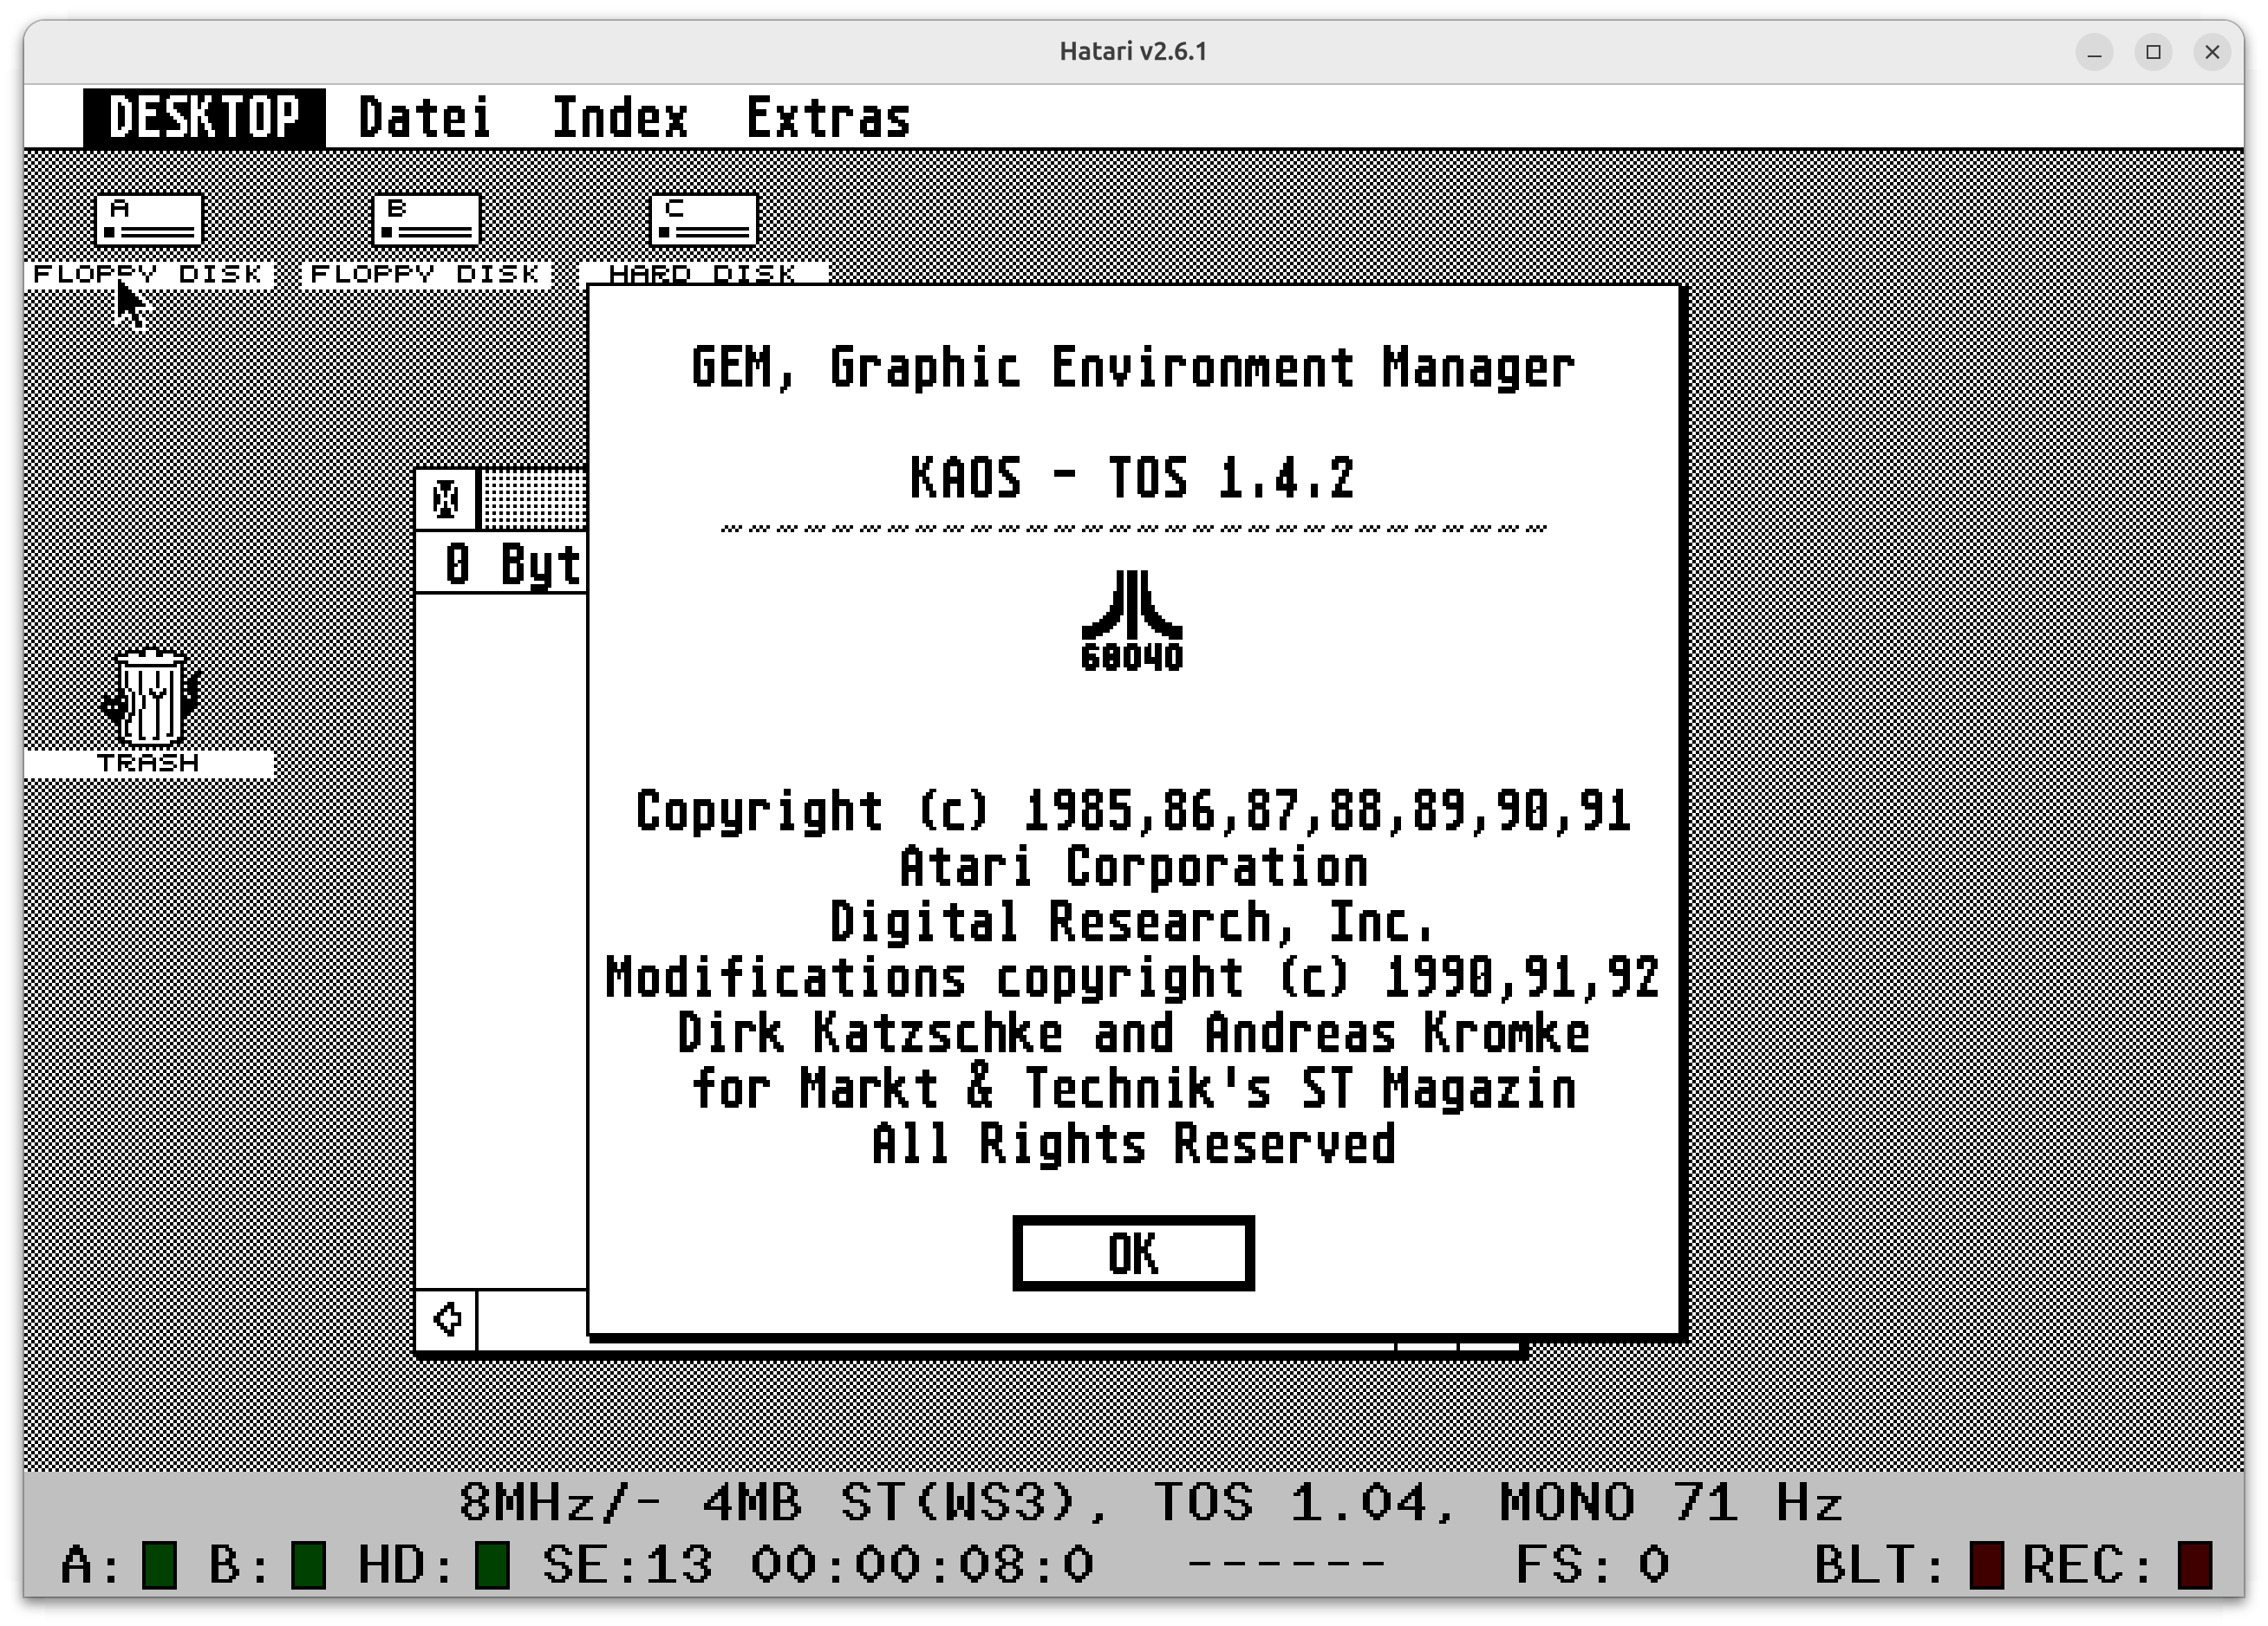 Hatari v2.6.1
DESKTOP Datei Index Extras
A B C
FLOPPY DISK FLOPPY DISK HARD DISK
GEM, Graphic Environment Manager
KAOS - TOS 1.4.2
0 Byt
68040
TRASH
Copyright (c) 1985,86,87,88,89,90,91
Atari Corporation
Digital Research, Inc.
Modifications copyright (c) 1990,91,92
Dirk Katzschke and Andreas Kromke
for Markt & Technik's ST Magazin
All Rights Reserved
OK
8MHz/- 4MB ST(WS3), TOS 1.04, MONO 71 Hz
A: B: HD: SE:13 00:00:08:0 ------ FS: 0 BLT: REC: